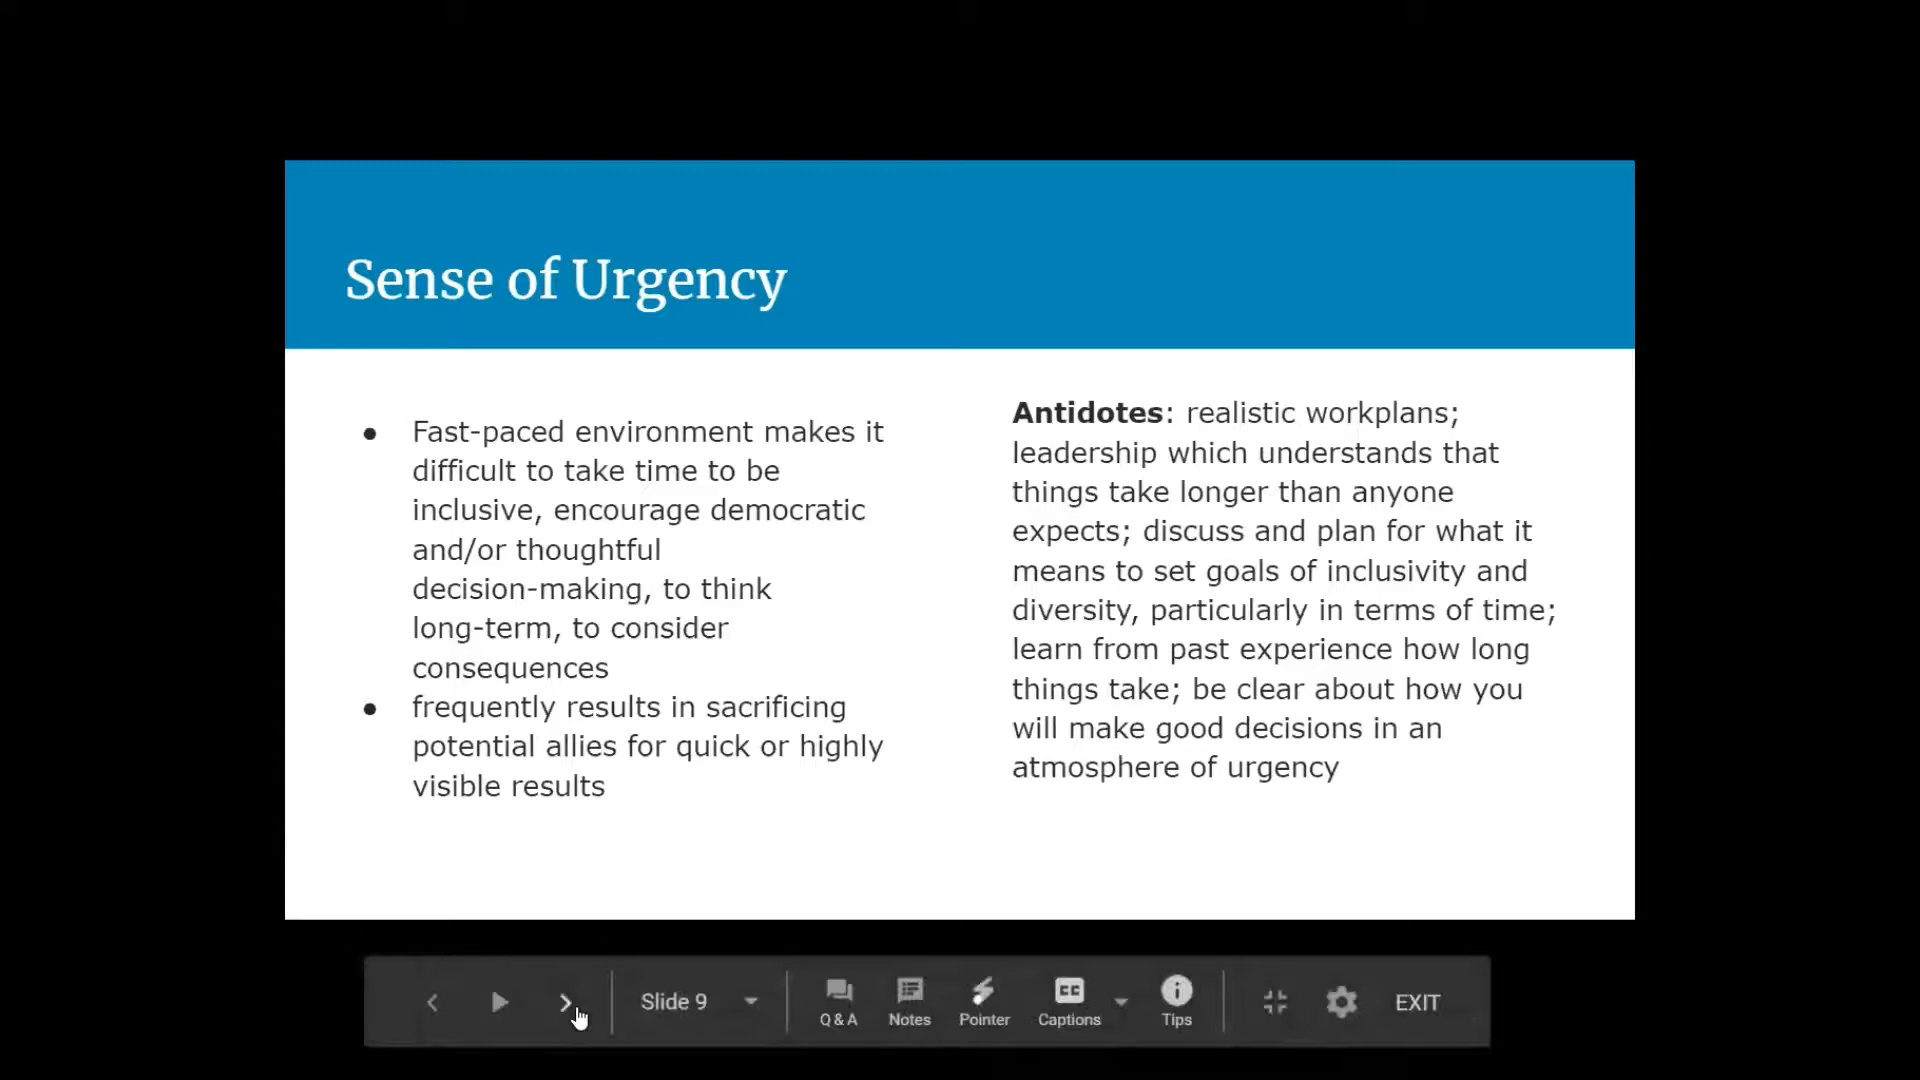 Sense of Urgency
● Fast-paced environment makes it
difficult to take time to be
inclusive, encourage democratic
and/or thoughtful
decision-making, to think
long-term, to consider
consequences
● frequently results in sacrificing
potential allies for quick or highly
visible results
Antidotes: realistic workplans;
leadership which understands that
things take longer than anyone
expects; discuss and plan for what it
means to set goals of inclusivity and
diversity, particularly in terms of time;
learn from past experience how long
things take; be clear about how you
will make good decisions in an
atmosphere of urgency
Slide 9
Q & A
Notes
Pointer
CC
Captions
Tips
EXIT